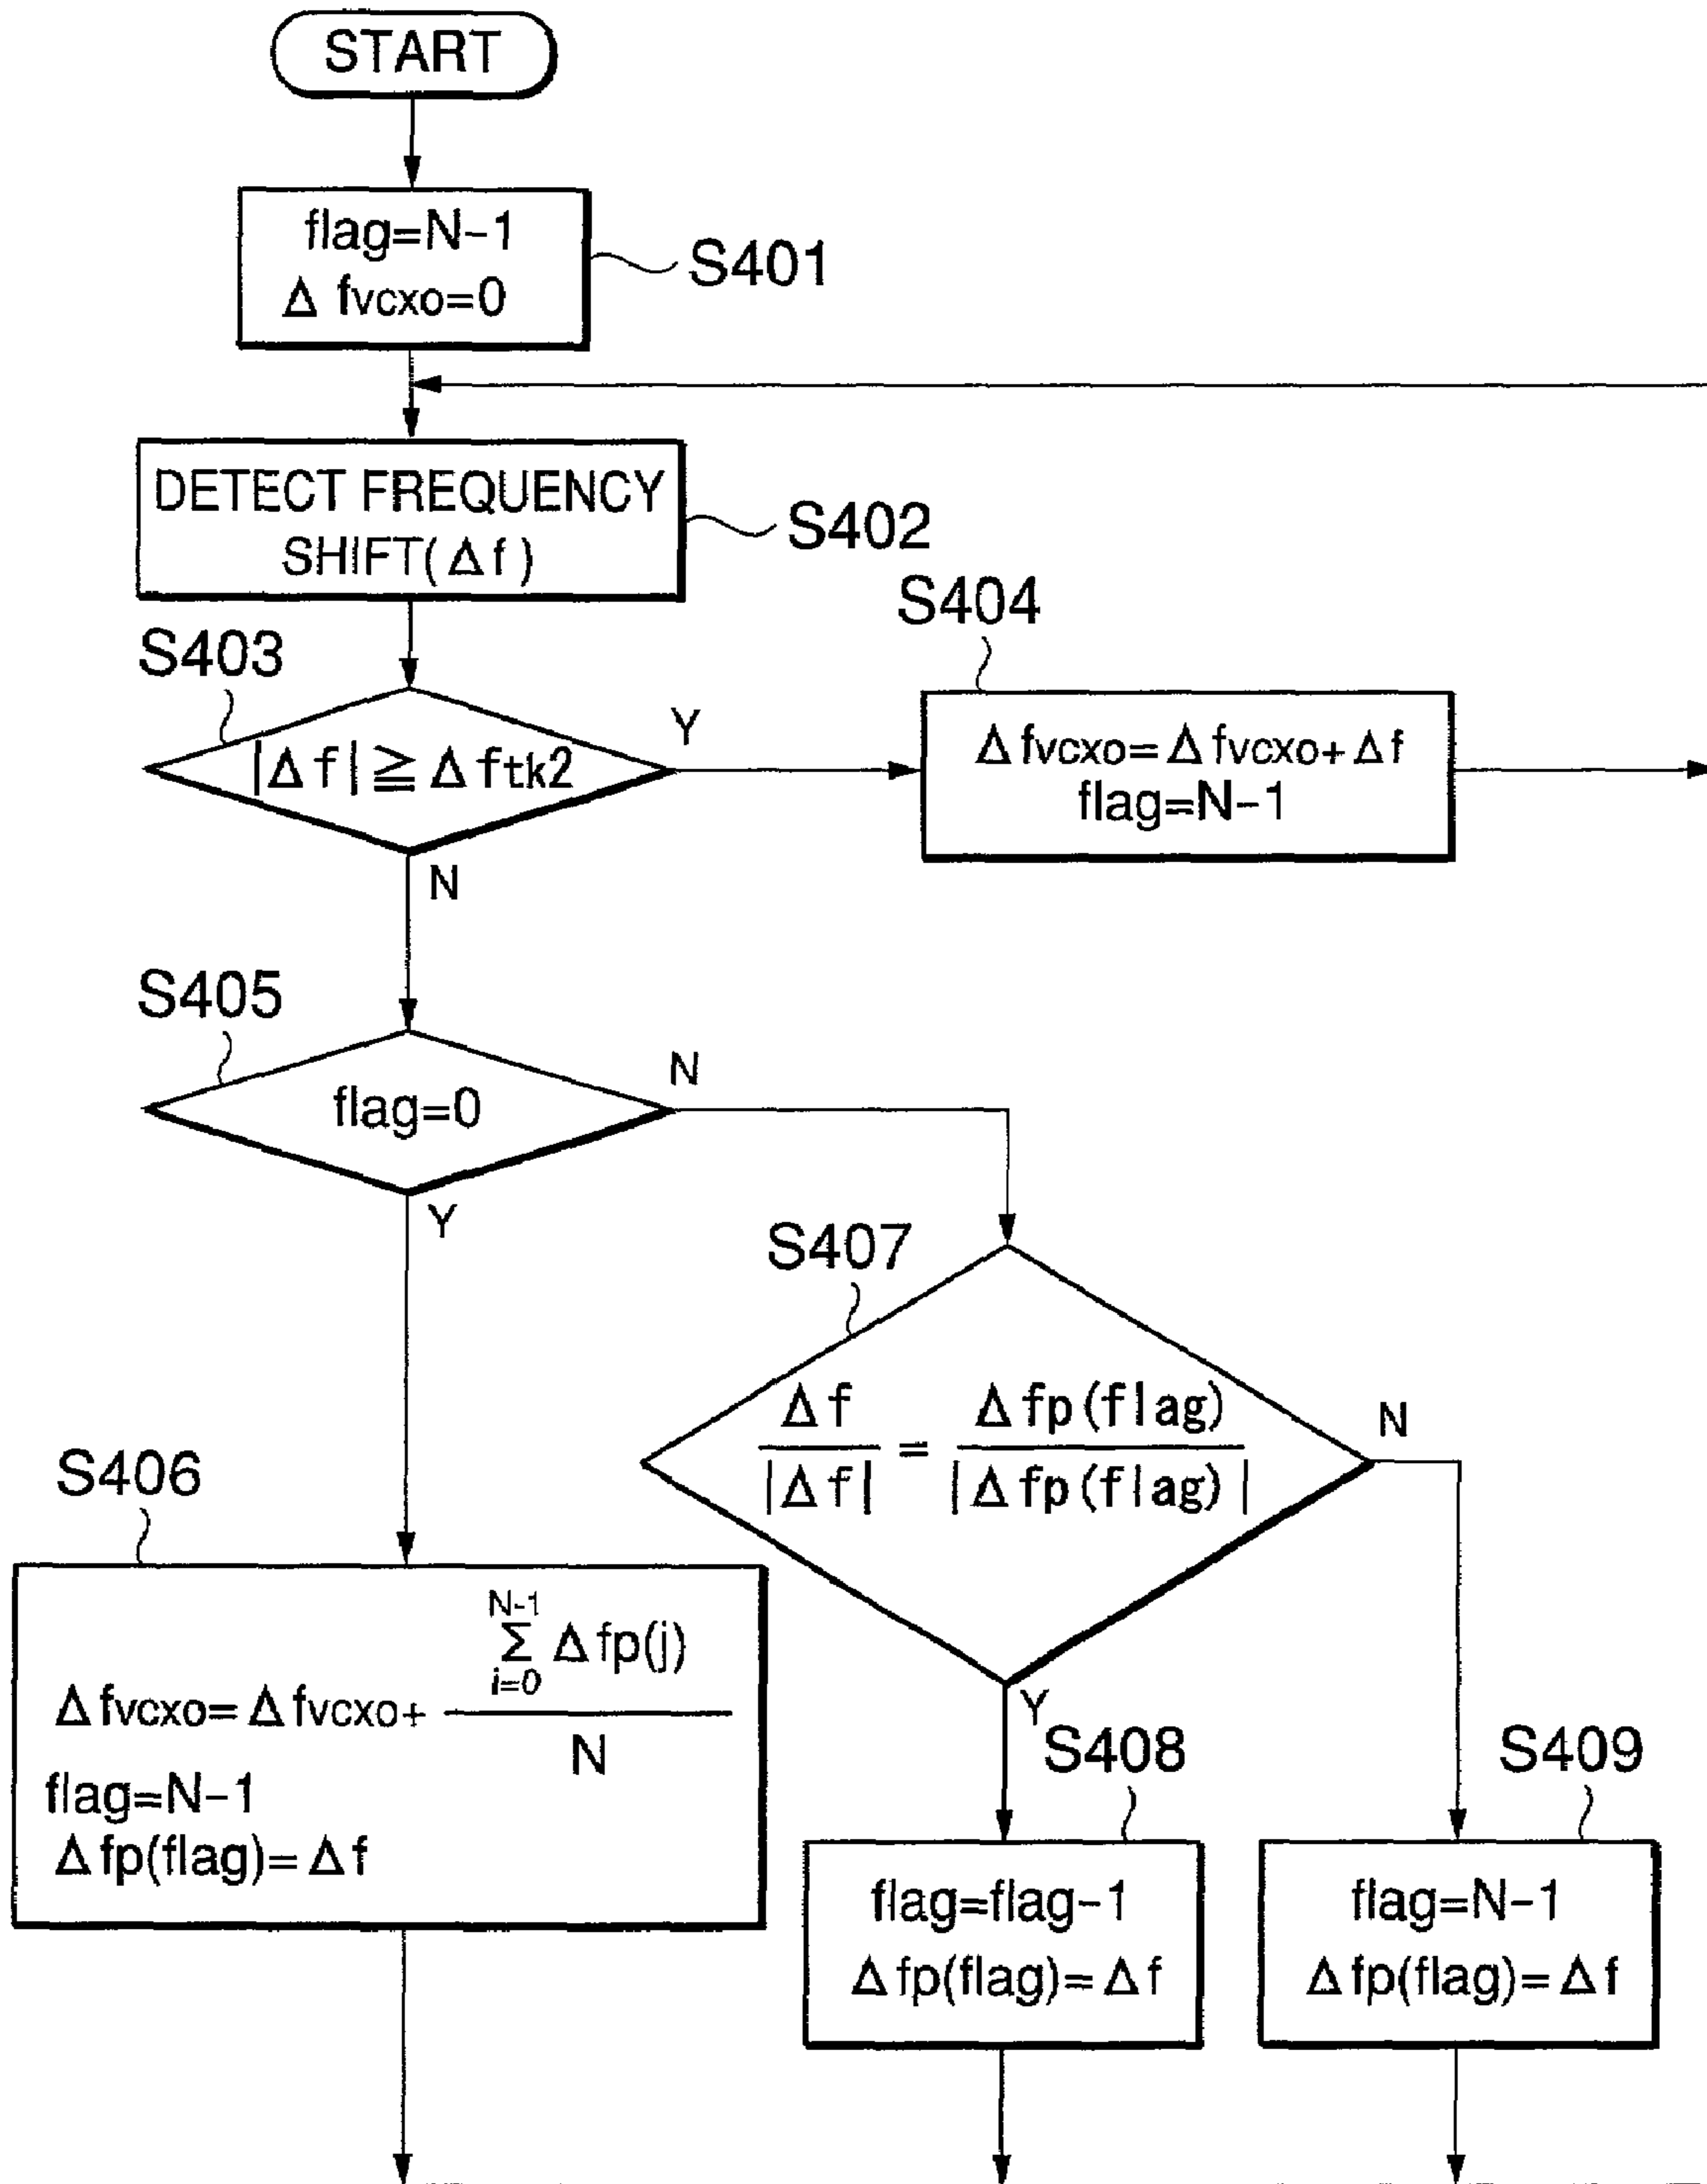 START
flag=N-1
Δfvcxo=0
S401
DETECT FREQUENCY
SHIFT(Δf)
S402
S403
|Δf|≧Δftk2
Y
N
S404
Δfvcxo=Δfvcxo+Δf
flag=N-1
S405
flag=0
N
Y
S407
Δf/|Δf| = Δfp(flag)/|Δfp(flag)|
N
Y
S406
N-1
Σ Δfp(j)
i=0
Δfvcxo=Δfvcxo+
N
flag=N-1
Δfp(flag)=Δf
S408
flag=flag-1
Δfp(flag)=Δf
S409
flag=N-1
Δfp(flag)=Δf